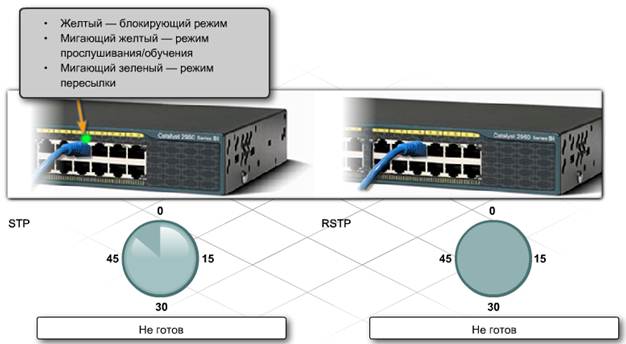 • Желтый — блокирующий режим
• Мигающий желтый — режим
прослушивания/обучения
• Мигающий зеленый — режим
пересылки
Catalyst 2960 Series SI
Catalyst 2960 Series SI
STP
0
45
15
30
Не готов
RSTP
0
45
15
30
Не готов